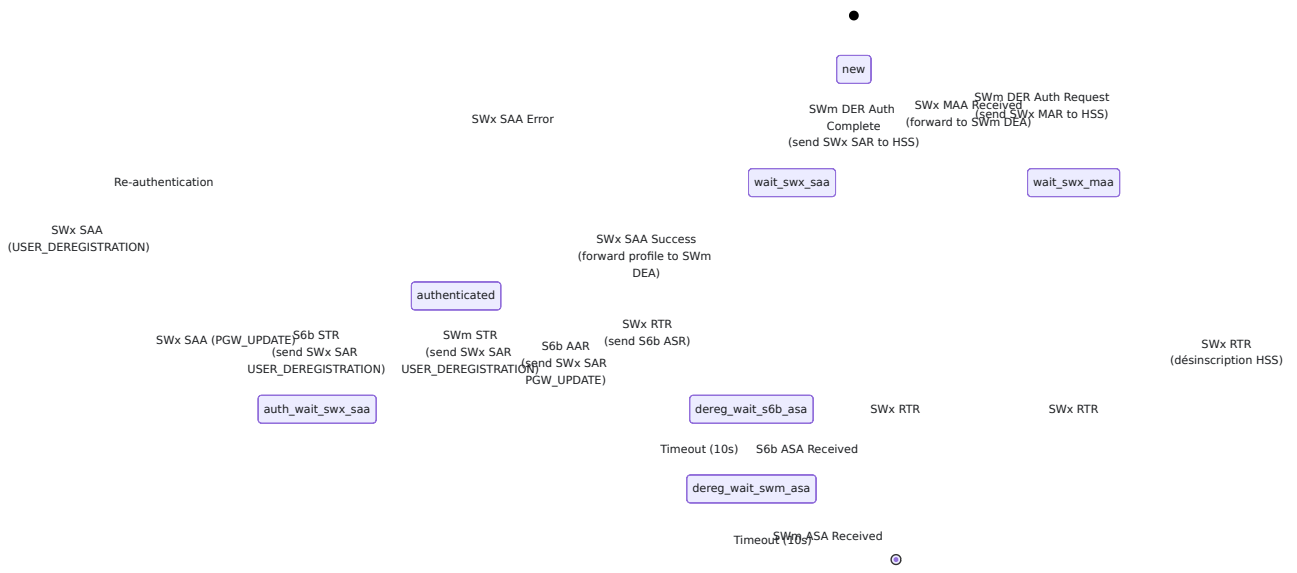 new
SWm DER Auth Request
(send SWx MAR to HSS)
SWx MAA Received
(forward to SWm DEA)
SWm DER Auth
Complete
(send SWx SAR to HSS)
SWx SAA Error
Re-authentication
wait_swx_saa
wait_swx_maa
SWx SAA
(USER_DEREGISTRATION)
SWx SAA Success
(forward profile to SWm
DEA)
authenticated
SWx SAA (PGW_UPDATE)
S6b STR
(send SWx SAR
USER_DEREGISTRATION)
SWm STR
(send SWx SAR
USER_DEREGISTRATION)
S6b AAR
(send SWx SAR
PGW_UPDATE)
SWx RTR
(send S6b ASR)
SWx RTR
(désinscription HSS)
auth_wait_swx_saa
dereg_wait_s6b_asa
SWx RTR
SWx RTR
Timeout (10s)
S6b ASA Received
dereg_wait_swm_asa
Timeout (10s)
SWm ASA Received